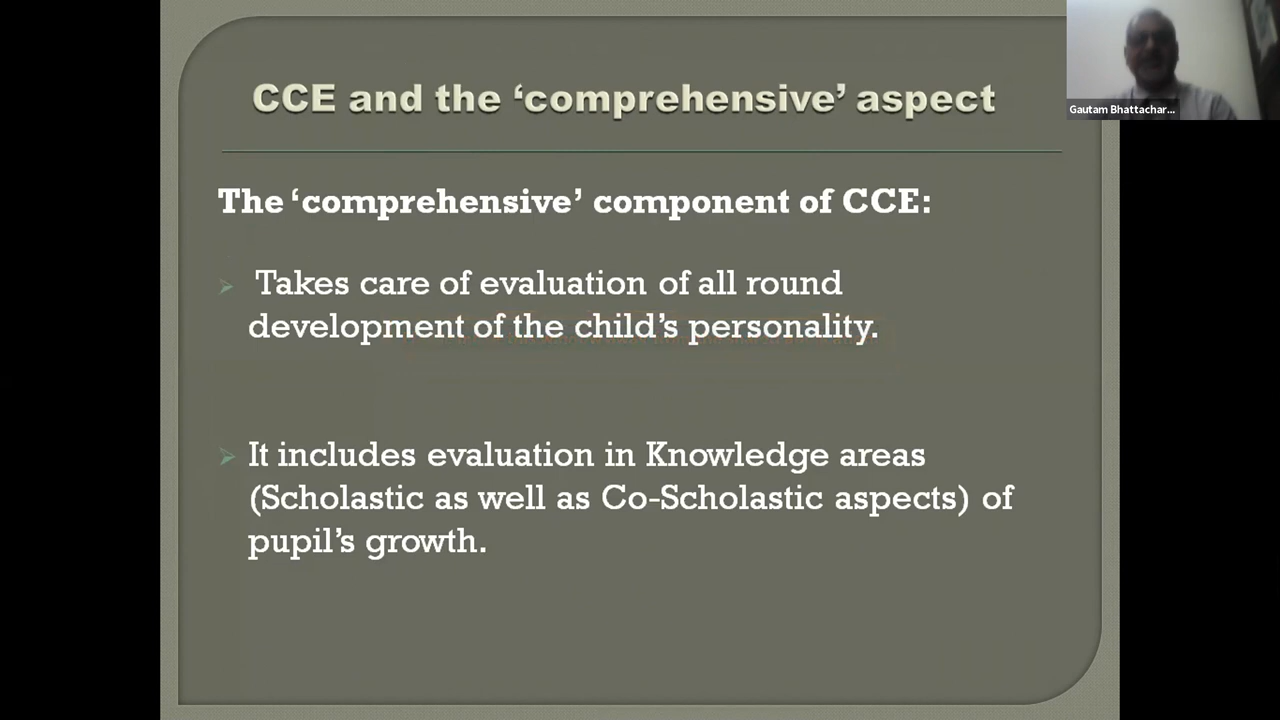 CCE and the ‘comprehensive’ aspect
Gautam Bhattachar...
The ‘comprehensive’ component of CCE:
Takes care of evaluation of all round
development of the child’s personality.
It includes evaluation in Knowledge areas
(Scholastic as well as Co-Scholastic aspects) of
pupil’s growth.